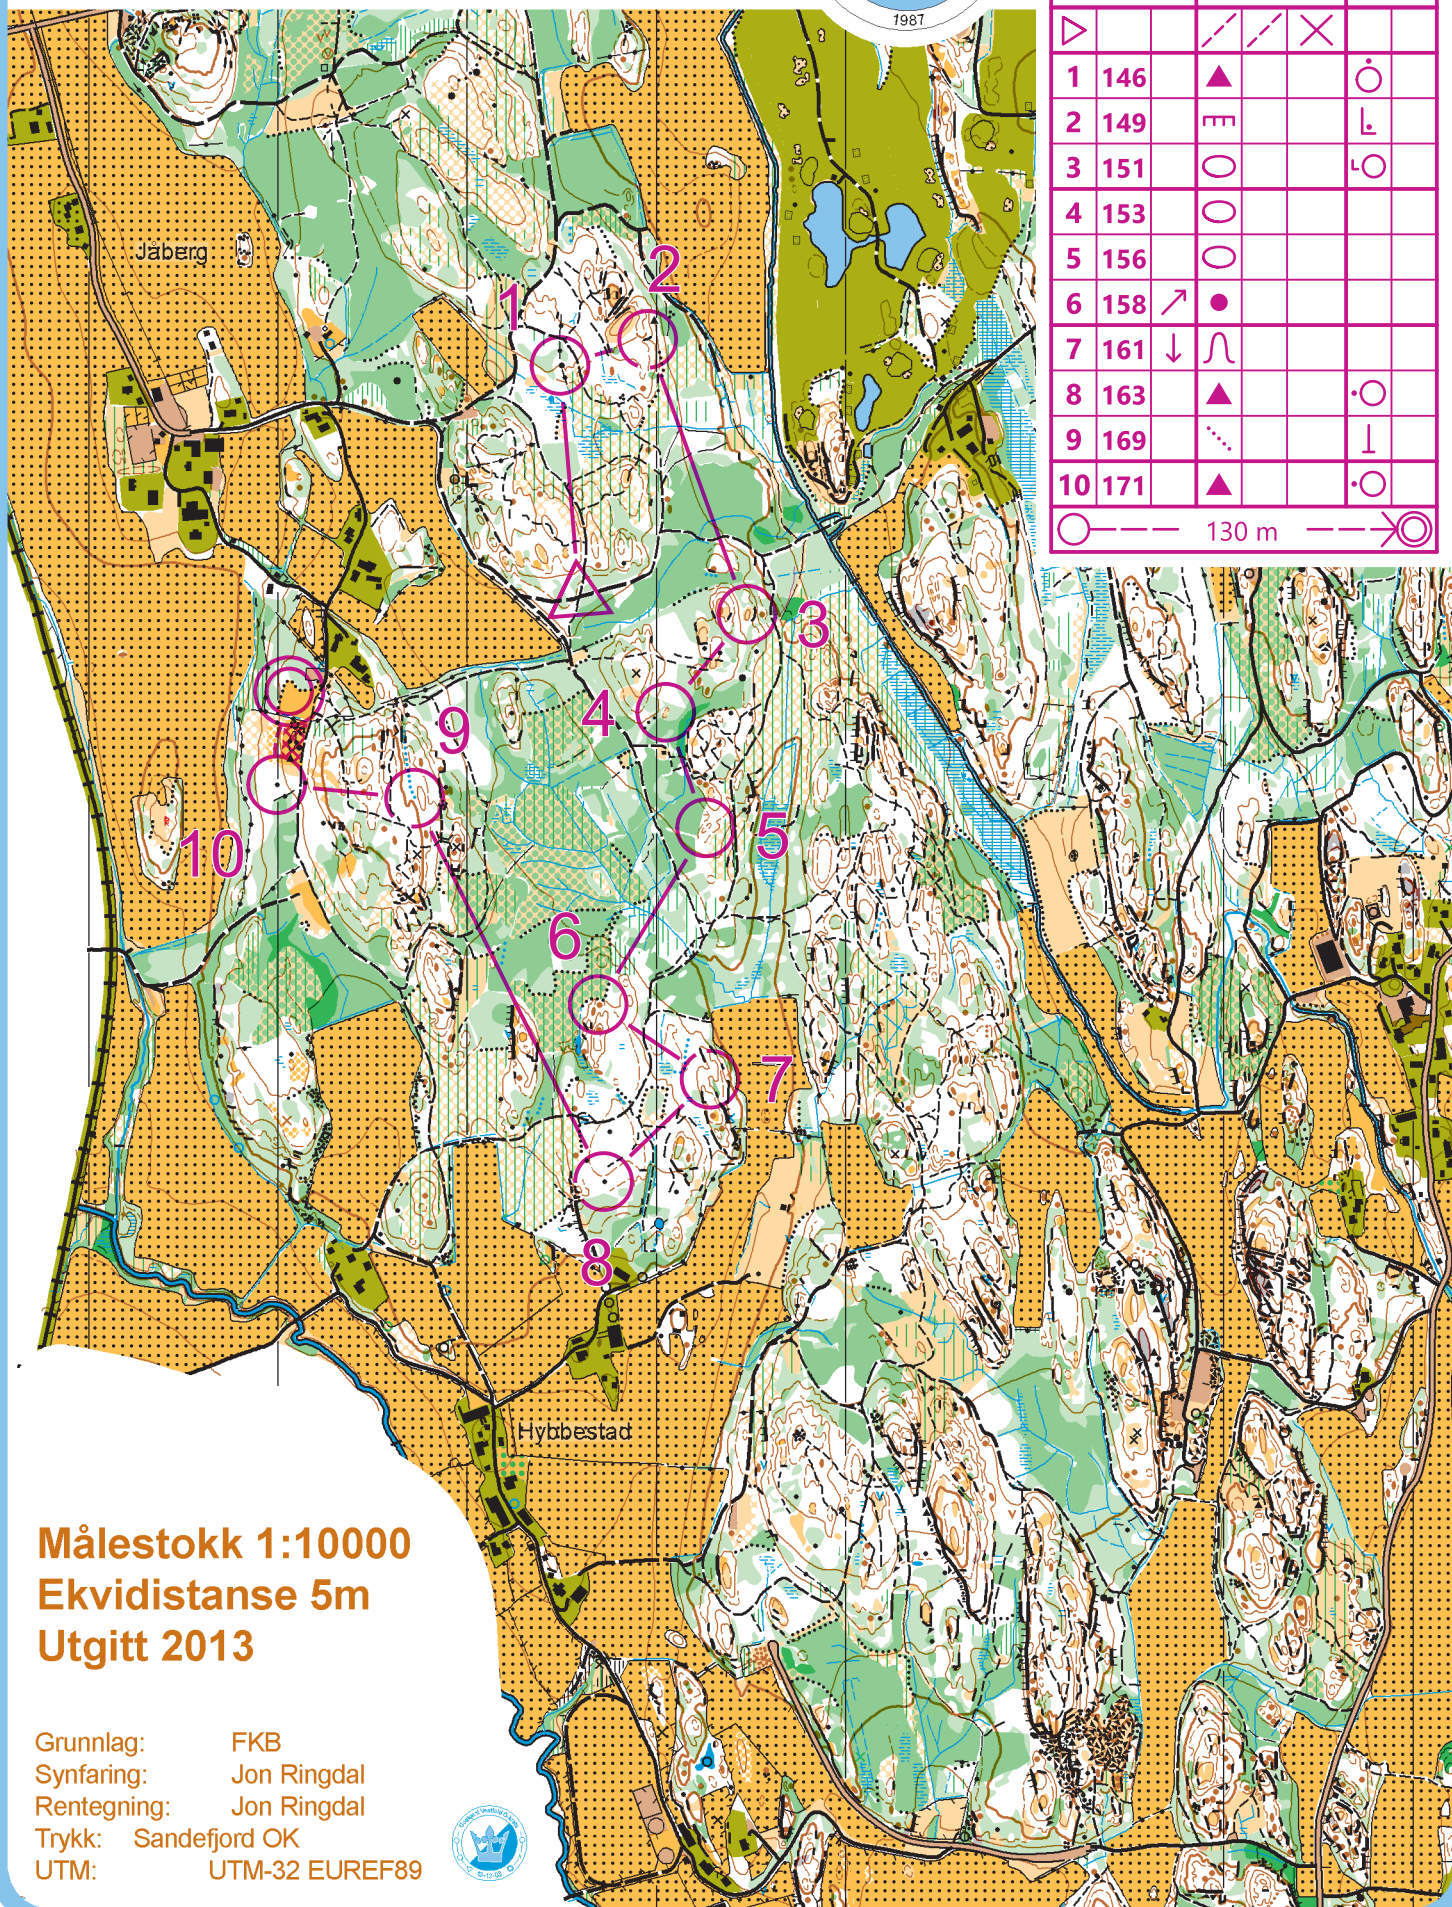 1987
1 146
2 149
3 151
4 153
5 156
6 158
7 161
8 163
9 169
10 171
130 m
Jåberg
1
2
3
4
5
6
7
8
9
10
Hybbestad
Målestokk 1:10000
Ekvidistanse 5m
Utgitt 2013
Grunnlag: FKB
Synfaring: Jon Ringdal
Rentegning: Jon Ringdal
Trykk: Sandefjord OK
UTM: UTM-32 EUREF89